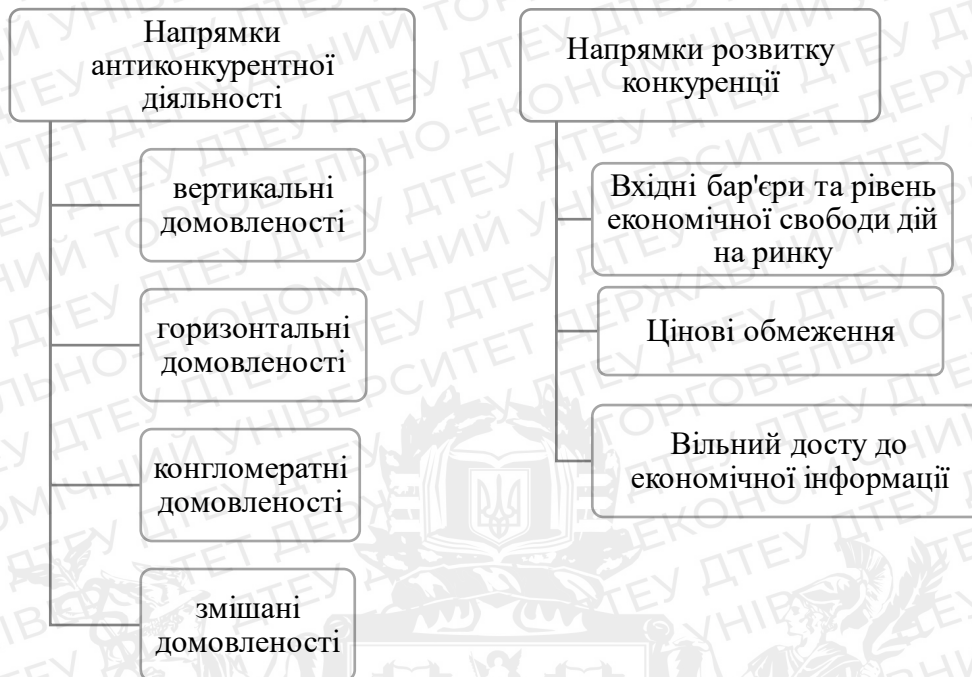 Напрямки
антиконкурентної
діяльності
вертикальні
домовленості
горизонтальні
домовленості
конгломератні
домовленості
змішані
домовленості
Напрямки розвитку
конкуренції
Вхідні бар'єри та рівень
економічної свободи дій
на ринку
Цінові обмеження
Вільний досту до
економічної інформації